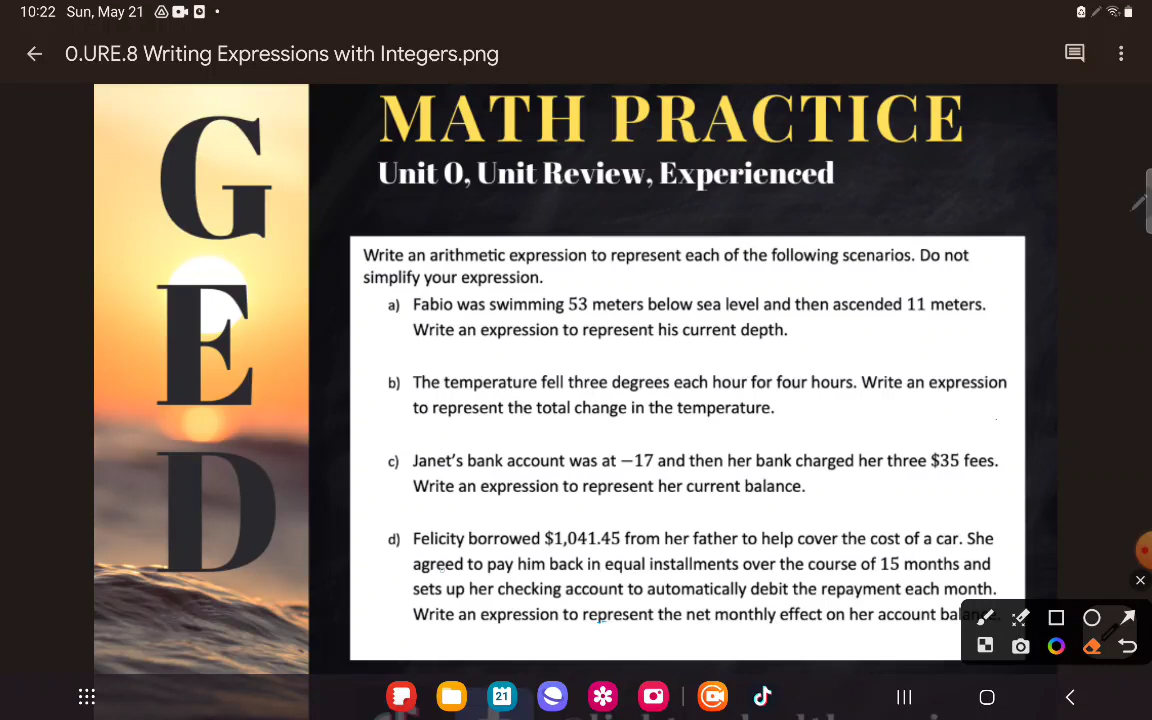 10:22 Sun, May 21
0.URE.8 Writing Expressions with Integers.png
G
E
D
MATH PRACTICE
Unit 0, Unit Review, Experienced
Write an arithmetic expression to represent each of the following scenarios. Do not
simplify your expression.
a) Fabio was swimming 53 meters below sea level and then ascended 11 meters.
Write an expression to represent his current depth.
b) The temperature fell three degrees each hour for four hours. Write an expression
to represent the total change in the temperature.
c) Janet's bank account was at −17 and then her bank charged her three $35 fees.
Write an expression to represent her current balance.
d) Felicity borrowed $1,041.45 from her father to help cover the cost of a car. She
agreed to pay him back in equal installments over the course of 15 months and
sets up her checking account to automatically debit the repayment each month.
Write an expression to represent the net monthly effect on her account balance.
21